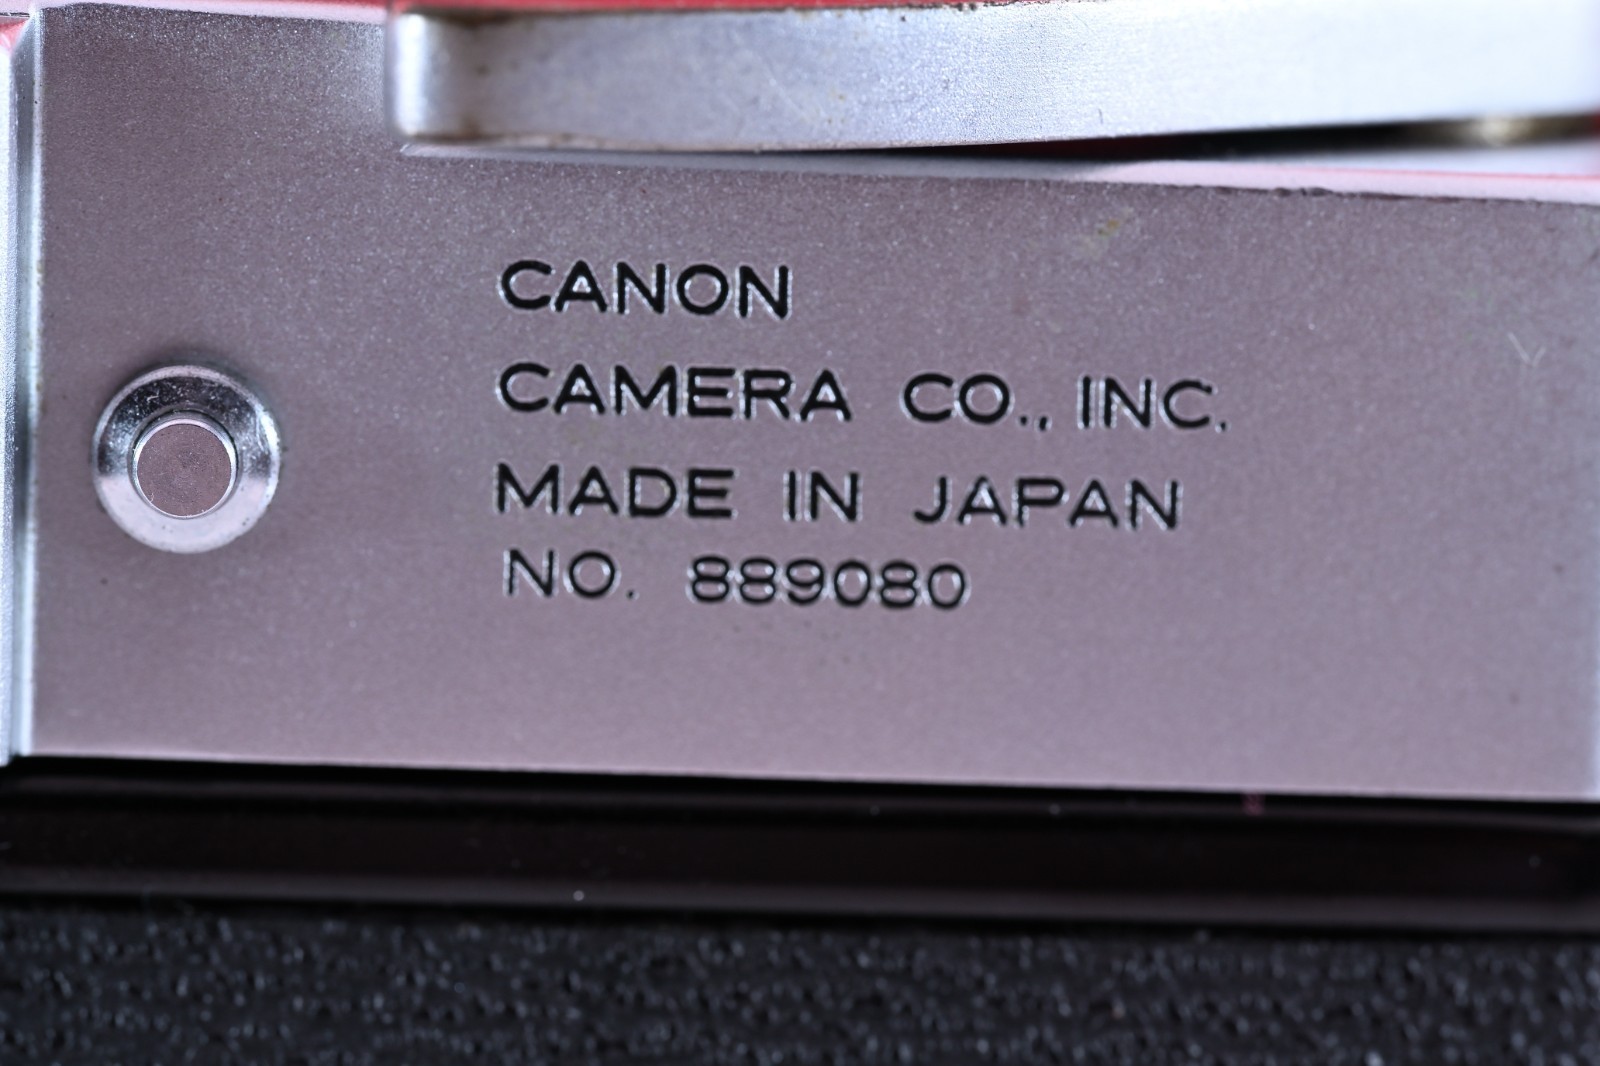 CANON
CAMERA CO., INC.
MADE IN JAPAN
NO. 889080